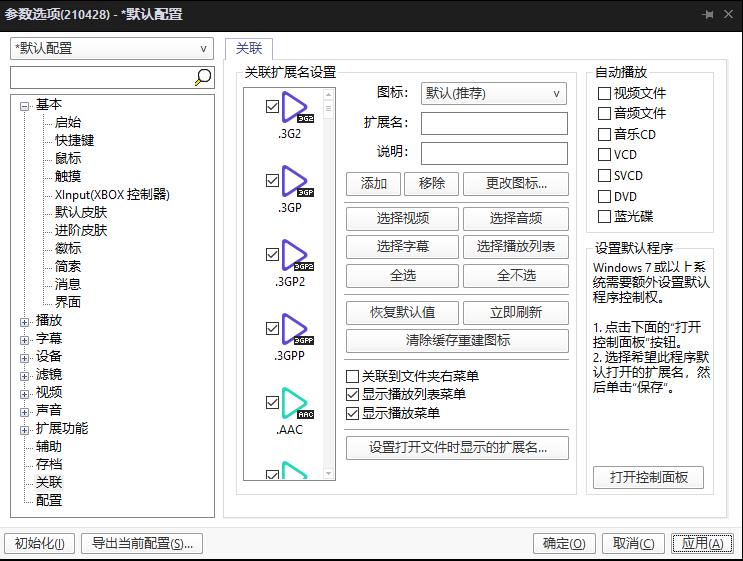 参数选项(210428) - *默认配置
*默认配置
基本
启始
快捷键
鼠标
触摸
XInput(XBOX 控制器)
默认皮肤
进阶皮肤
徽标
简索
消息
界面
播放
字幕
设备
滤镜
视频
声音
扩展功能
辅助
存档
关联
配置
关联
关联扩展名设置
3G2
.3G2
3GP
.3GP
3GP2
.3GP2
3GPP
.3GPP
AAC
.AAC
图标:
默认(推荐)
扩展名:
说明:
添加
移除
更改图标...
选择视频
选择音频
选择字幕
选择播放列表
全选
全不选
恢复默认值
立即刷新
清除缓存重建图标
关联到文件夹右菜单
显示播放列表菜单
显示播放菜单
设置打开文件时显示的扩展名...
自动播放
视频文件
音频文件
音乐CD
VCD
SVCD
DVD
蓝光碟
设置默认程序
Windows 7 或以上系
统需要额外设置默认
程序控制权。
1. 点击下面的"打开
控制面板"按钮。
2. 选择希望此程序默
认打开的扩展名，然
后单击"保存"。
打开控制面板
初始化(I)
导出当前配置(S)...
确定(O)
取消(C)
应用(A)